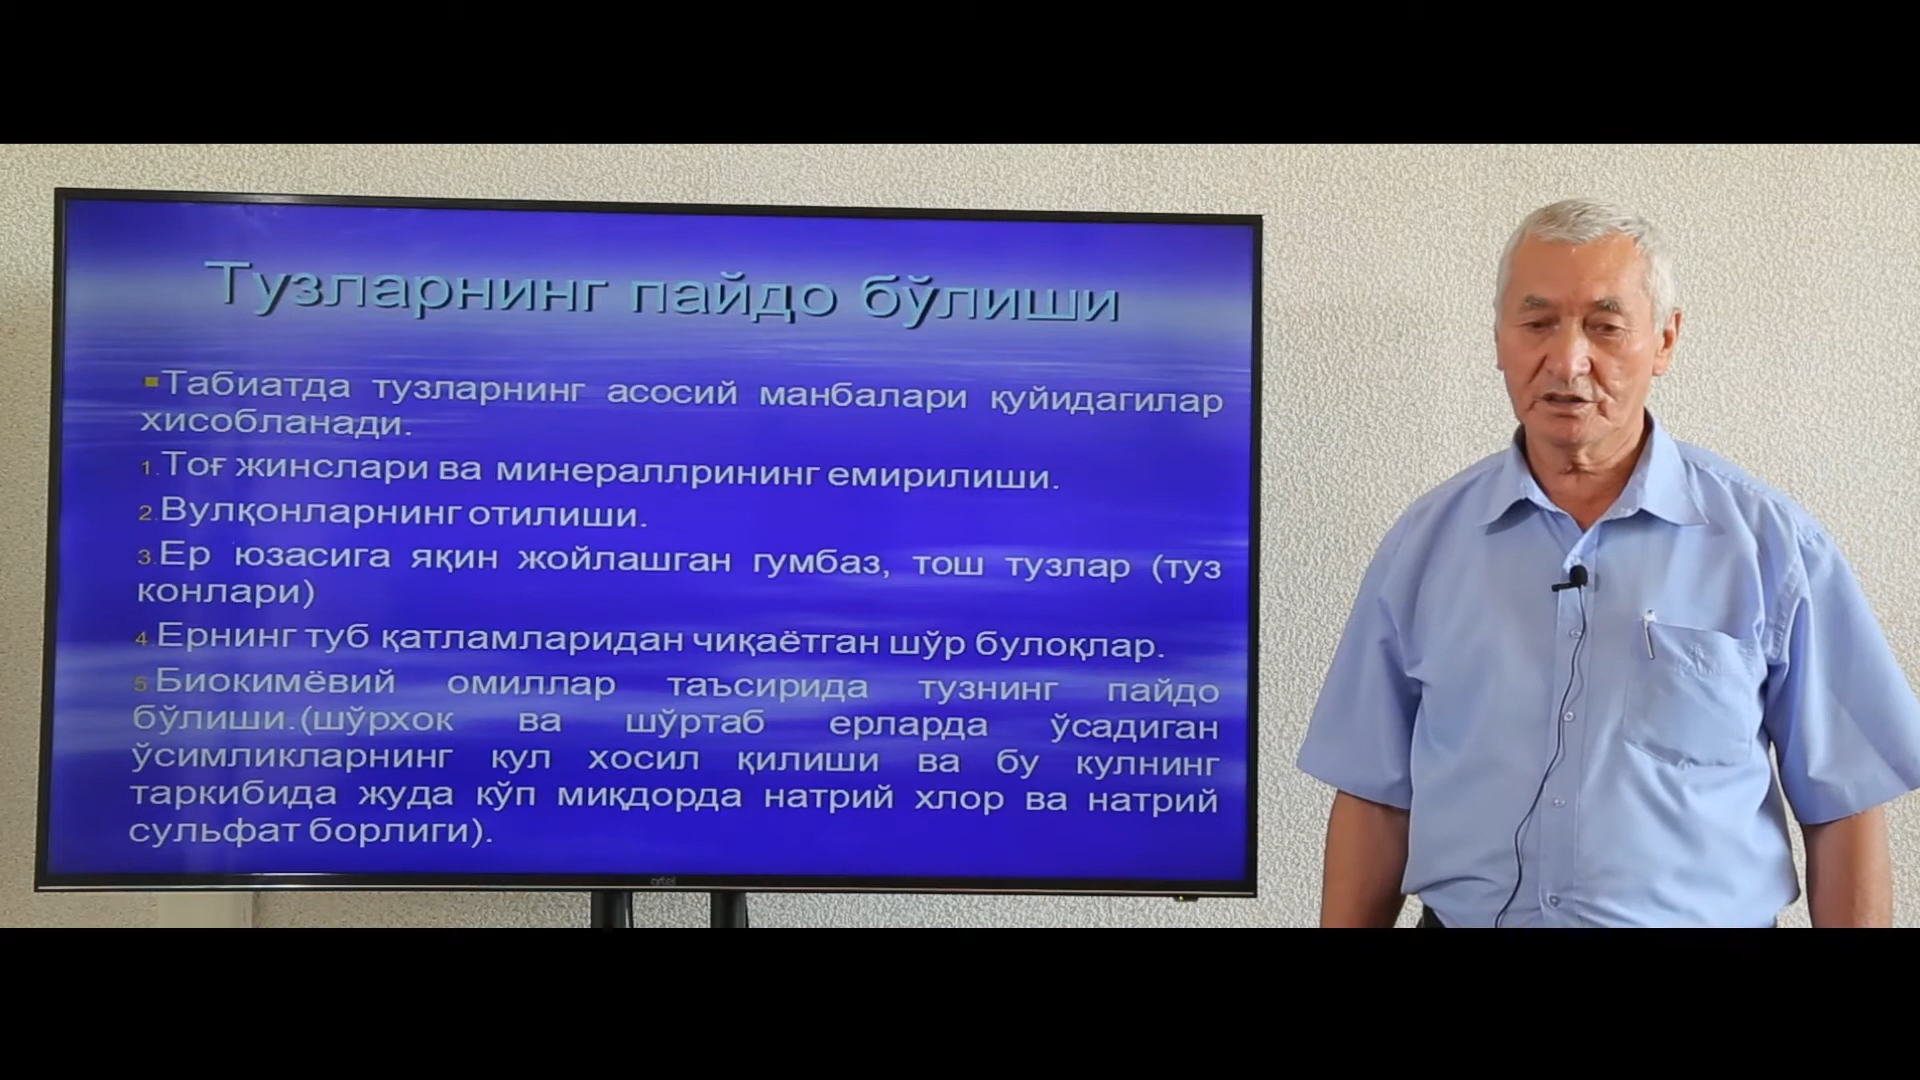 Тузларнинг пайдо бўлиши
▪Табиатда тузларнинг асосий манбалари қуйидагилар
хисобланади.
1.Тоғ жинслари ва минераллрининг емирилиши.
2.Вулқонларнинг отилиши.
3.Ер юзасига яқин жойлашган гумбаз, тош тузлар (туз
конлари)
4.Ернинг туб қатламларидан чиқаётган шўр булоқлар.
5.Биокимёвий омиллар таъсирида тузнинг пайдо
бўлиши.(шўрхок ва шўртаб ерларда ўсадиган
ўсимликларнинг кул хосил қилиши ва бу кулнинг
таркибида жуда кўп миқдорда натрий хлор ва натрий
сульфат борлиги).
artel